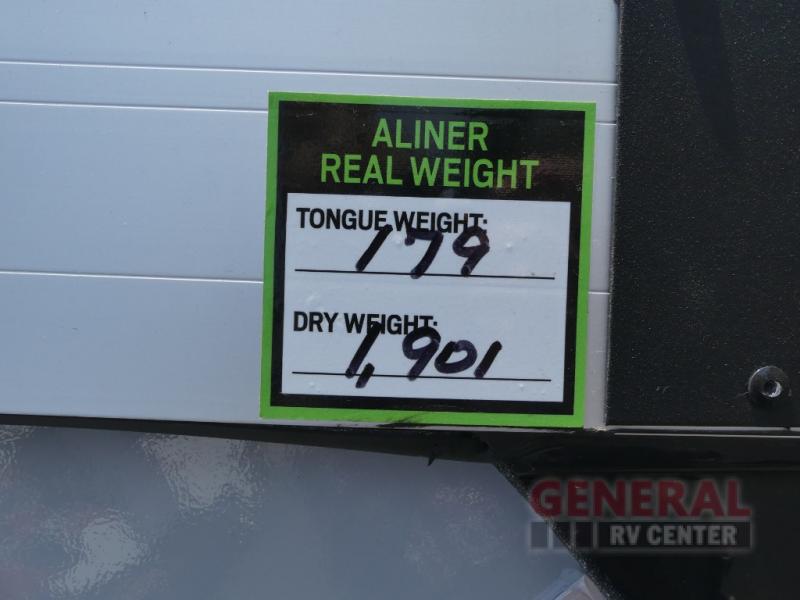 ALINER
REAL WEIGHT
TONGUE WEIGHT:
179
DRY WEIGHT:
1,901
GENERAL
RV CENTER